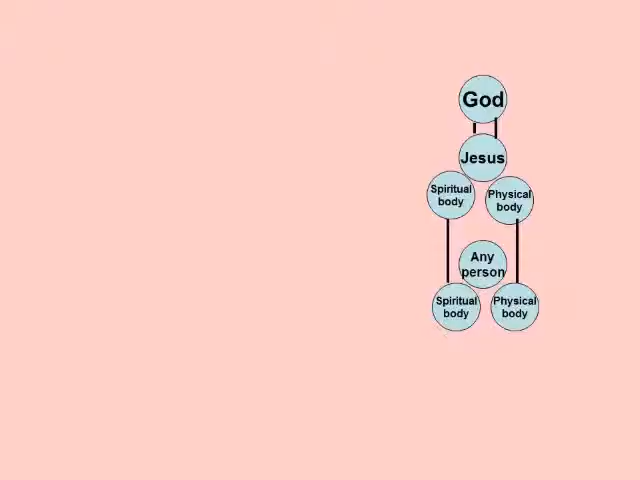 God
Jesus
Spiritual
body
Physical
body
Any
person
Spiritual
body
Physical
body